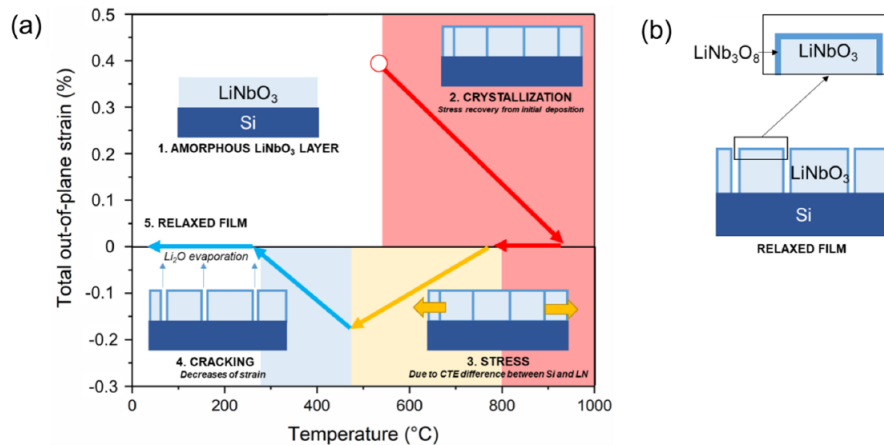 (a)
Total out-of-plane strain (%)
0.5
0.4
0.3
0.2
0.1
0
-0.1
-0.2
-0.3
0
200
400
600
800
1000
Temperature (°C)
LiNbO₃
Si
1. AMORPHOUS LiNbO₃ LAYER
2. CRYSTALLIZATION
Stress recovery from initial deposition
5. RELAXED FILM
Li₂O evaporation
4. CRACKING
Decreases of strain
3. STRESS
Due to CTE difference between Si and LN
(b)
LiNb₃O₈
LiNbO₃
LiNbO₃
Si
RELAXED FILM